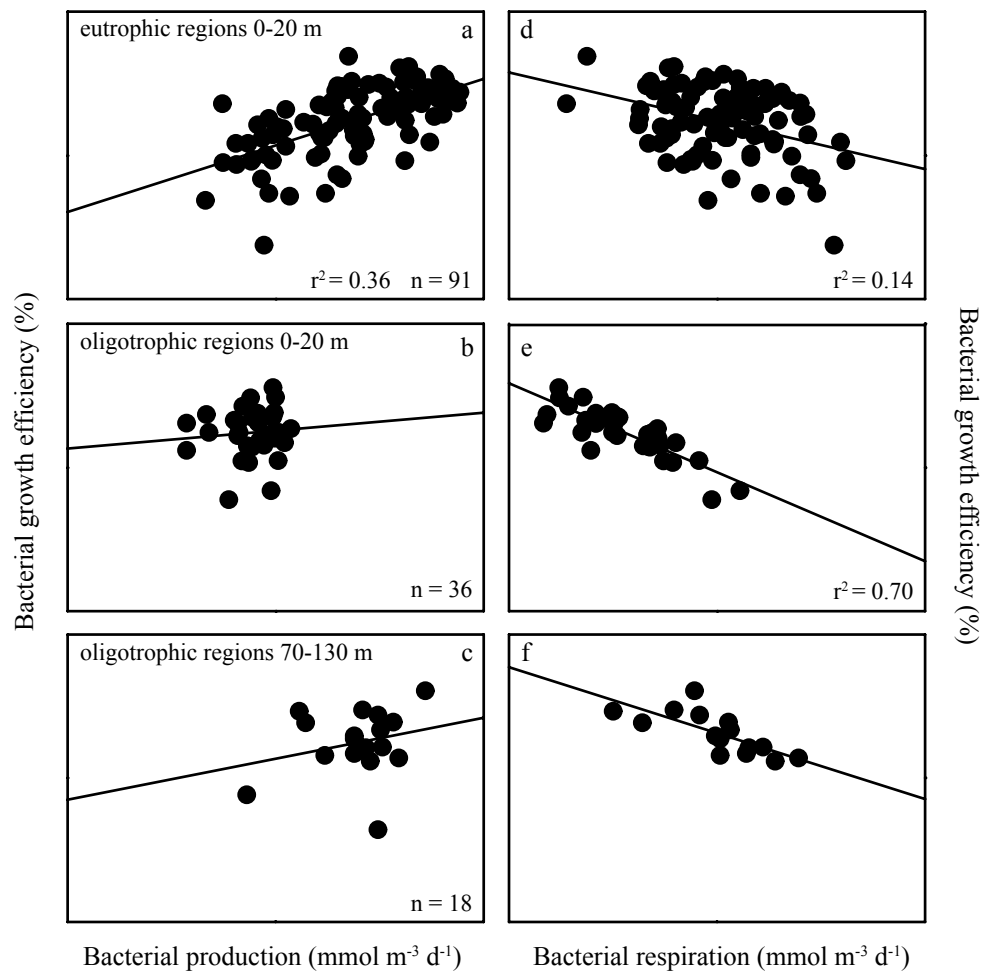 eutrophic regions 0-20 m a
r² = 0.36 n = 91
d
r² = 0.14
oligotrophic regions 0-20 m b
n = 36
e
r² = 0.70
oligotrophic regions 70-130 m c
n = 18
f
Bacterial growth efficiency (%)
Bacterial growth efficiency (%)
Bacterial production (mmol m⁻³ d⁻¹)
Bacterial respiration (mmol m⁻³ d⁻¹)